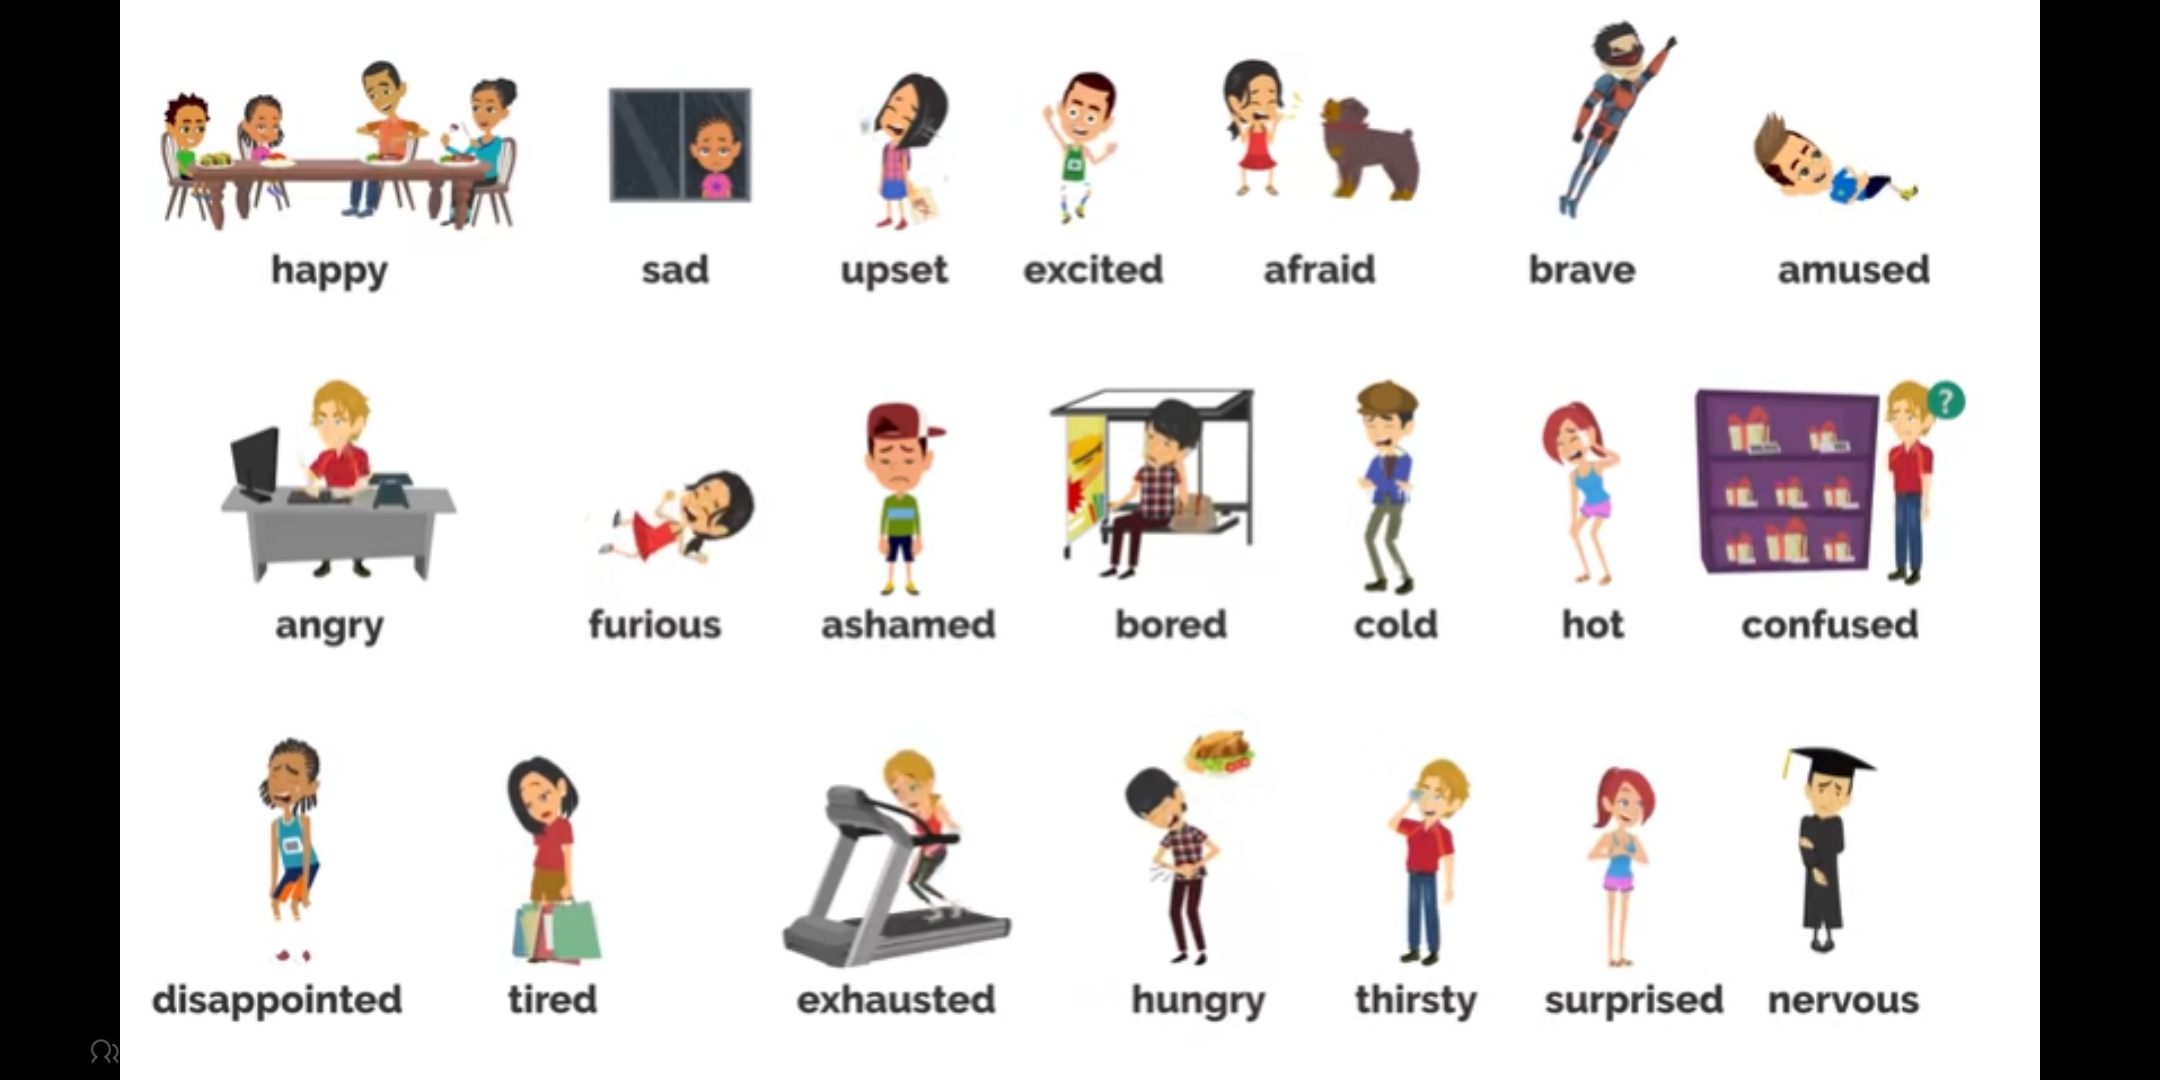 happy sad upset excited afraid brave amused
?
angry furious ashamed bored cold hot confused
disappointed tired exhausted hungry thirsty surprised nervous